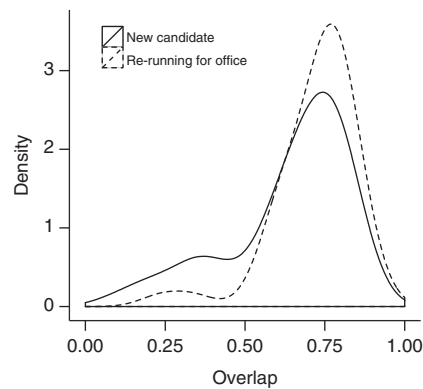 New candidate
Re-running for office
3
2
1
0
Density
0.00 0.25 0.50 0.75 1.00
Overlap